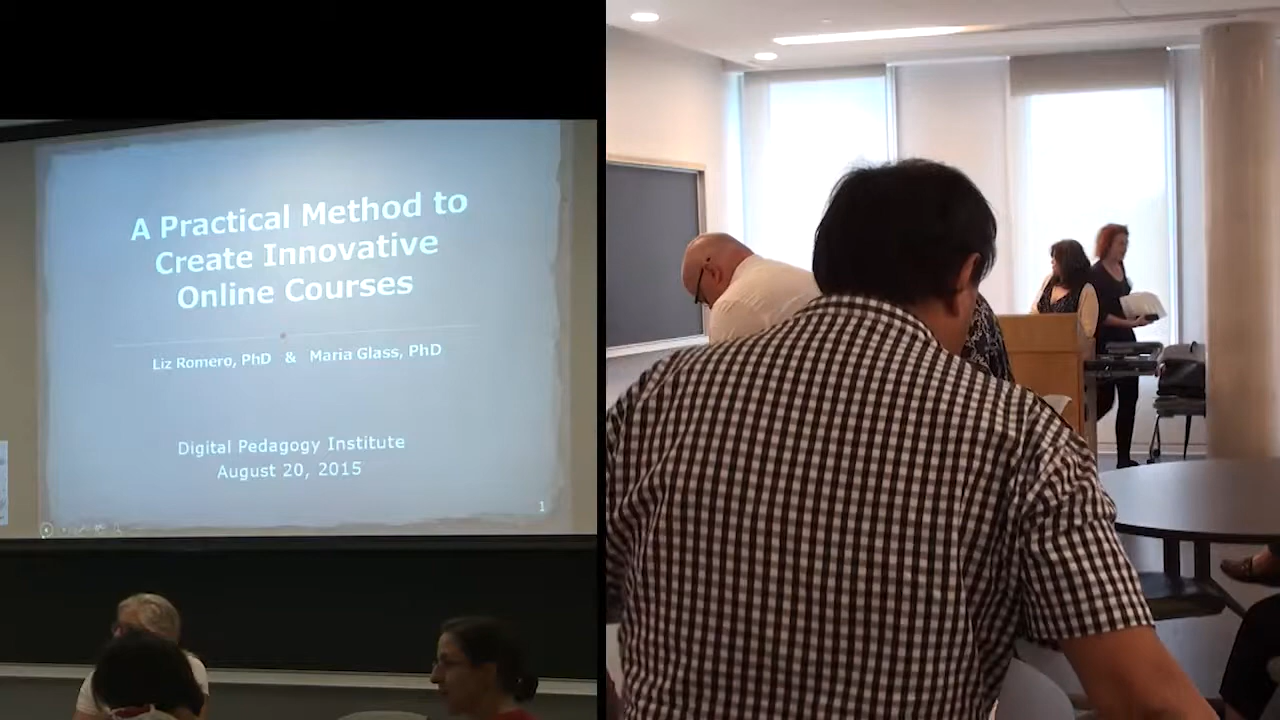 A Practical Method to
Create Innovative
Online Courses
Liz Romero, PhD & Maria Glass, PhD
Digital Pedagogy Institute
August 20, 2015
1